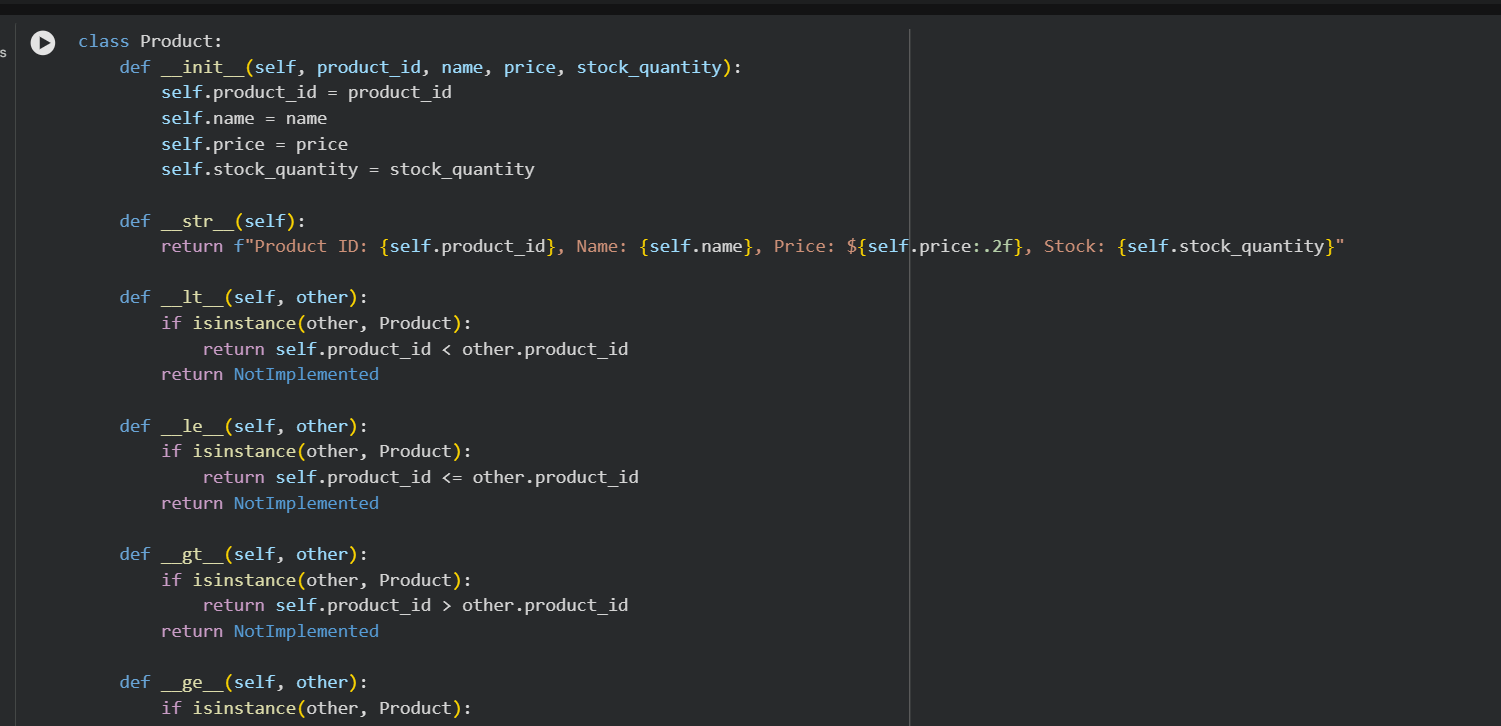 s
class Product:
    def __init__(self, product_id, name, price, stock_quantity):
        self.product_id = product_id
        self.name = name
        self.price = price
        self.stock_quantity = stock_quantity

    def __str__(self):
        return f"Product ID: {self.product_id}, Name: {self.name}, Price: ${self.price:.2f}, Stock: {self.stock_quantity}"

    def __lt__(self, other):
        if isinstance(other, Product):
            return self.product_id < other.product_id
        return NotImplemented

    def __le__(self, other):
        if isinstance(other, Product):
            return self.product_id <= other.product_id
        return NotImplemented

    def __gt__(self, other):
        if isinstance(other, Product):
            return self.product_id > other.product_id
        return NotImplemented

    def __ge__(self, other):
        if isinstance(other, Product):